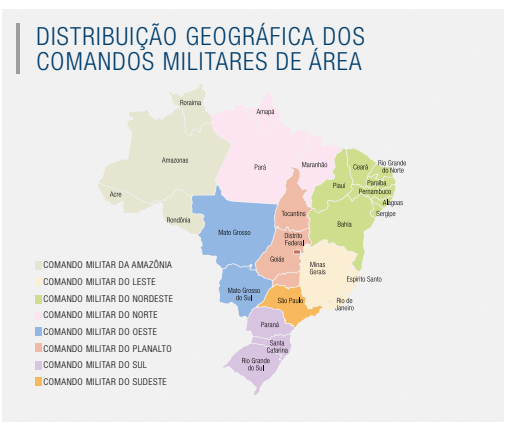 DISTRIBUIÇÃO GEOGRÁFICA DOS
COMANDOS MILITARES DE ÁREA
Roraima
Amapá
Amazonas
Pará
Maranhão
Ceará
Rio Grande
do Norte
Paraíba
Pernambuco
Piauí
Alagoas
Sergipe
Acre
Rondônia
Tocantins
Bahia
Mato Grosso
Distrito
Federal
Goiás
Minas
Gerais
Espírito Santo
Mato Grosso
do Sul
São Paulo
Rio de
Janeiro
Paraná
Santa
Catarina
Rio Grande
do Sul
COMANDO MILITAR DA AMAZÔNIA
COMANDO MILITAR DO LESTE
COMANDO MILITAR DO NORDESTE
COMANDO MILITAR DO NORTE
COMANDO MILITAR DO OESTE
COMANDO MILITAR DO PLANALTO
COMANDO MILITAR DO SUL
COMANDO MILITAR DO SUDESTE